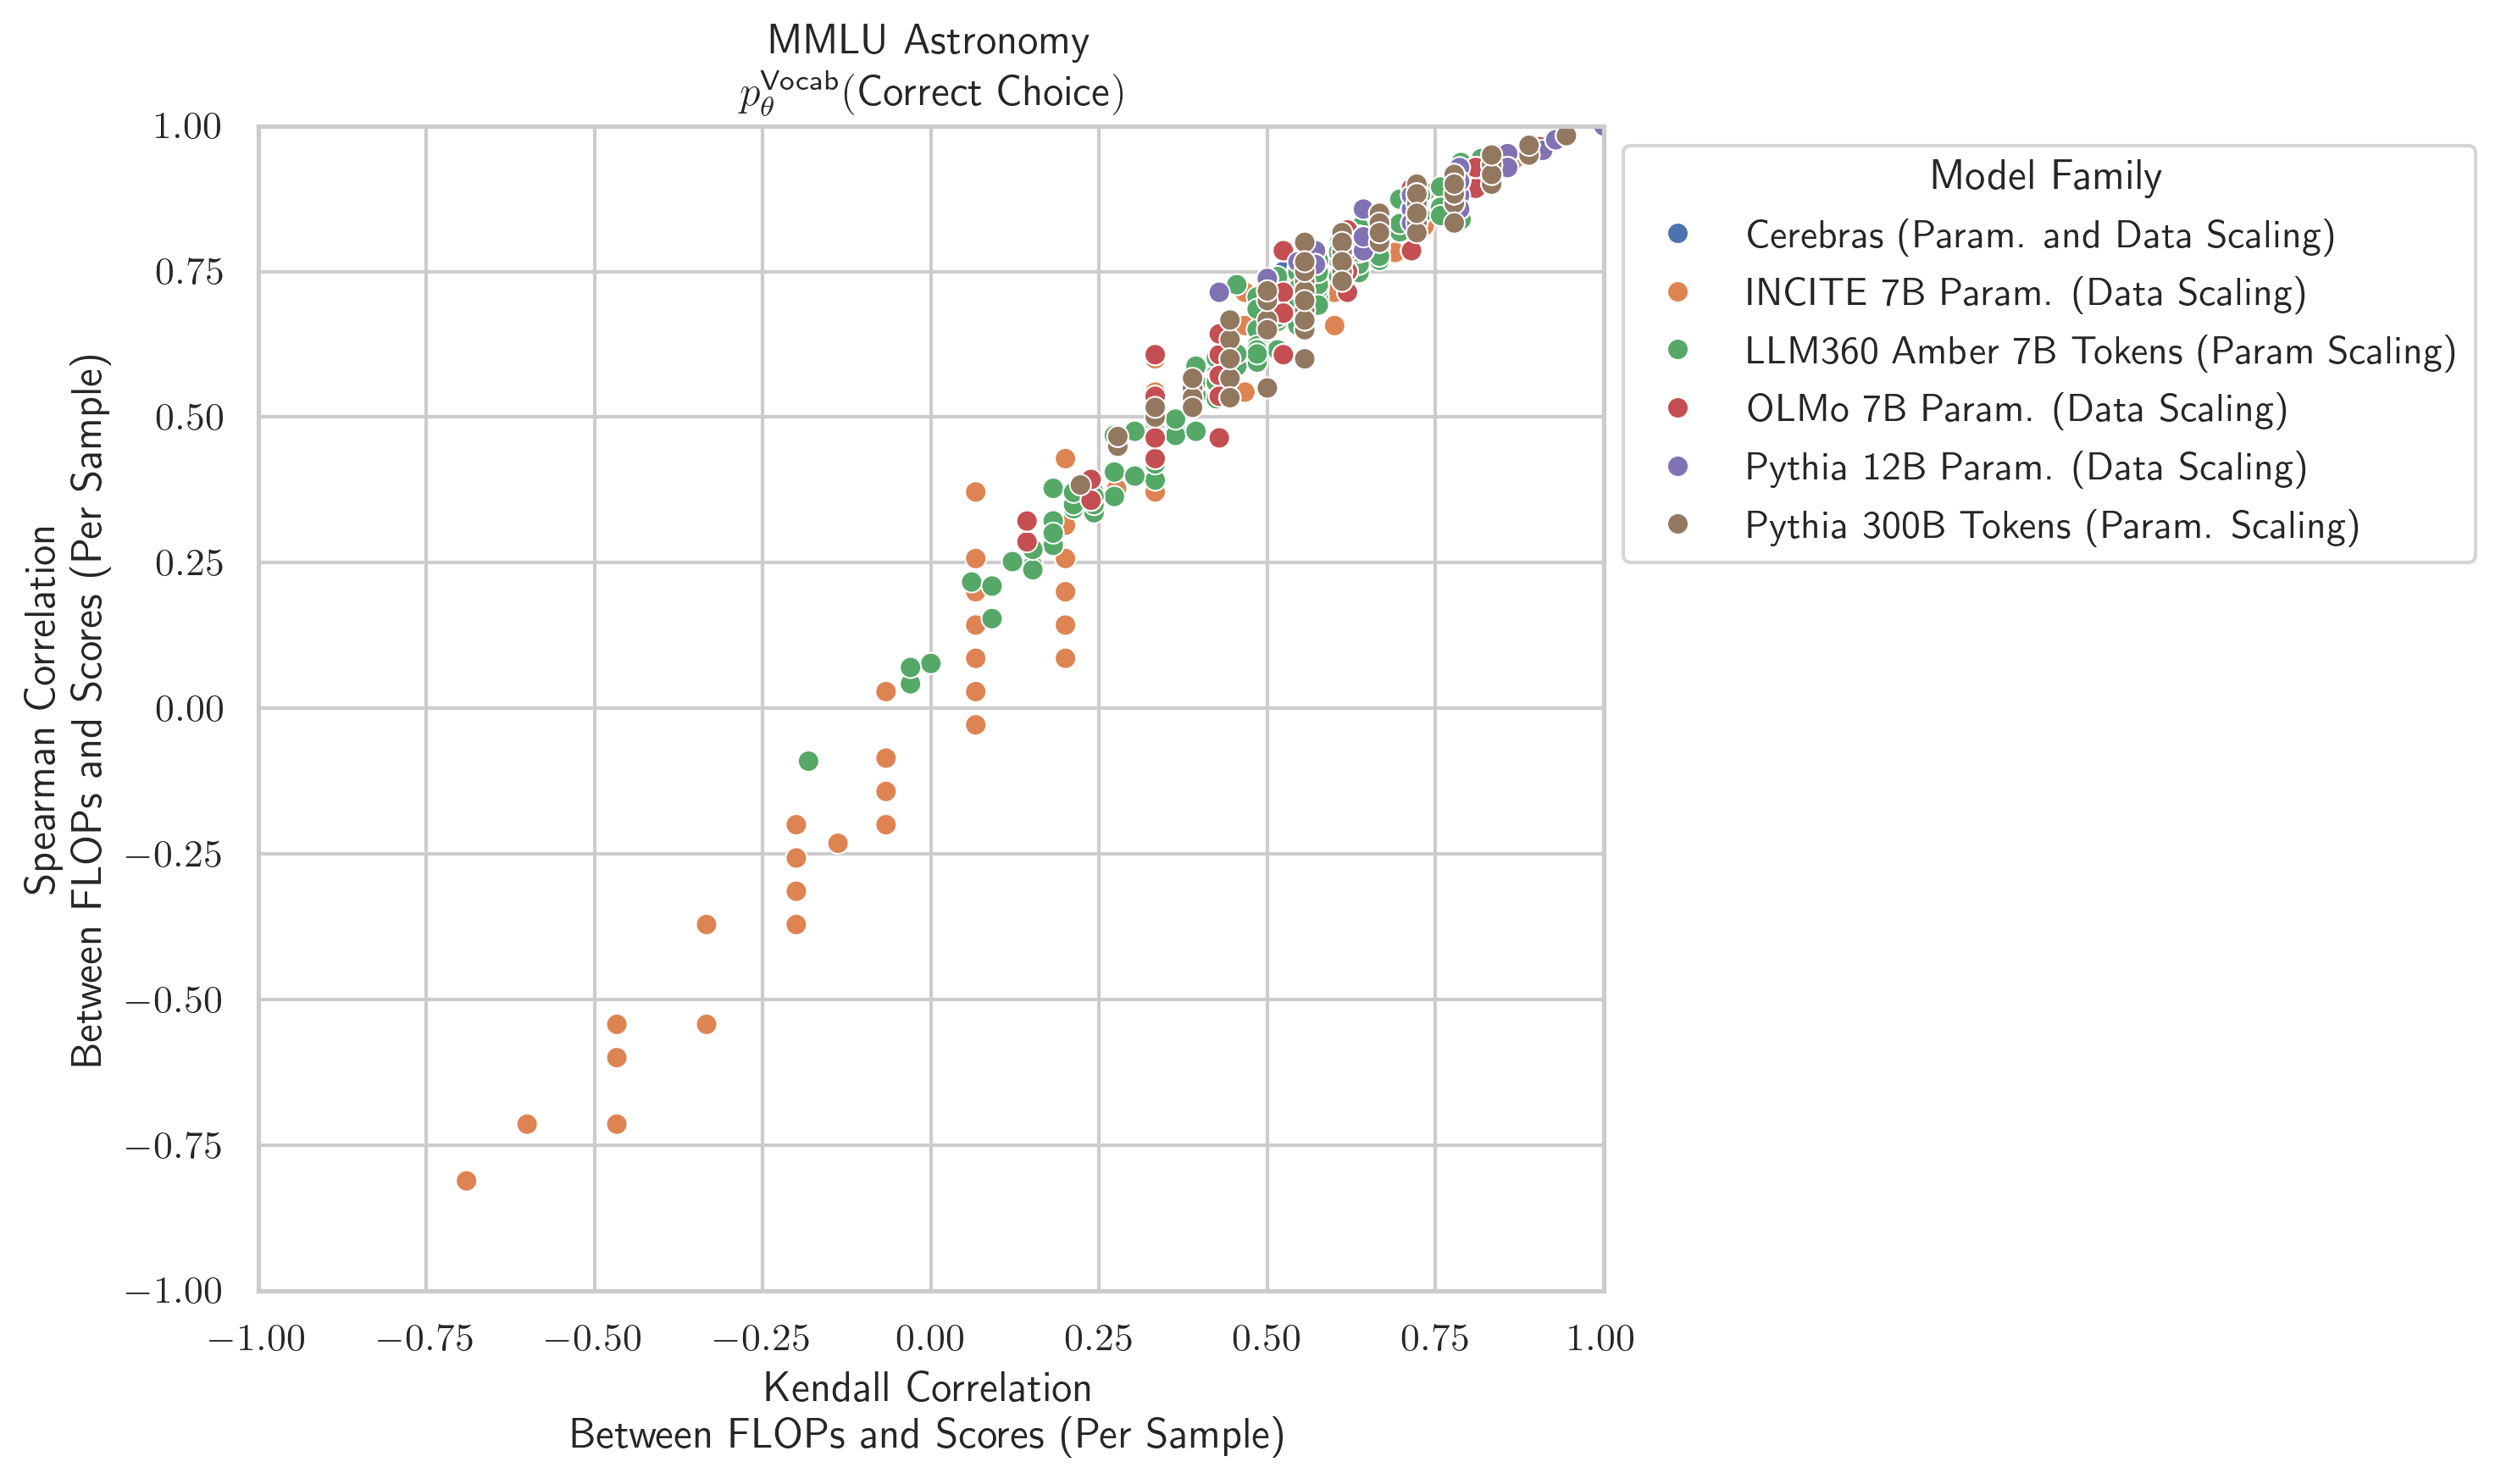 MMLU Astronomy
p_θ^Vocab(Correct Choice)
Spearman Correlation
Between FLOPs and Scores (Per Sample)
1.00
0.75
0.50
0.25
0.00
−0.25
−0.50
−0.75
−1.00
−1.00 −0.75 −0.50 −0.25 0.00 0.25 0.50 0.75 1.00
Kendall Correlation
Between FLOPs and Scores (Per Sample)
Model Family
Cerebras (Param. and Data Scaling)
INCITE 7B Param. (Data Scaling)
LLM360 Amber 7B Tokens (Param Scaling)
OLMo 7B Param. (Data Scaling)
Pythia 12B Param. (Data Scaling)
Pythia 300B Tokens (Param. Scaling)